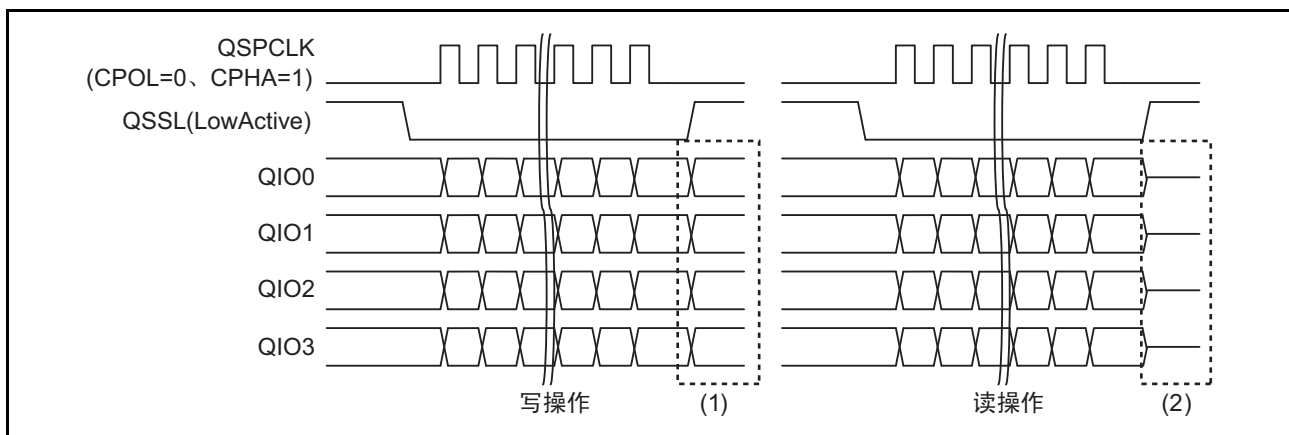 QSPCLK
(CPOL=0、CPHA=1)
QSSL(LowActive)
QIO0
QIO1
QIO2
QIO3
写操作
(1)
读操作
(2)